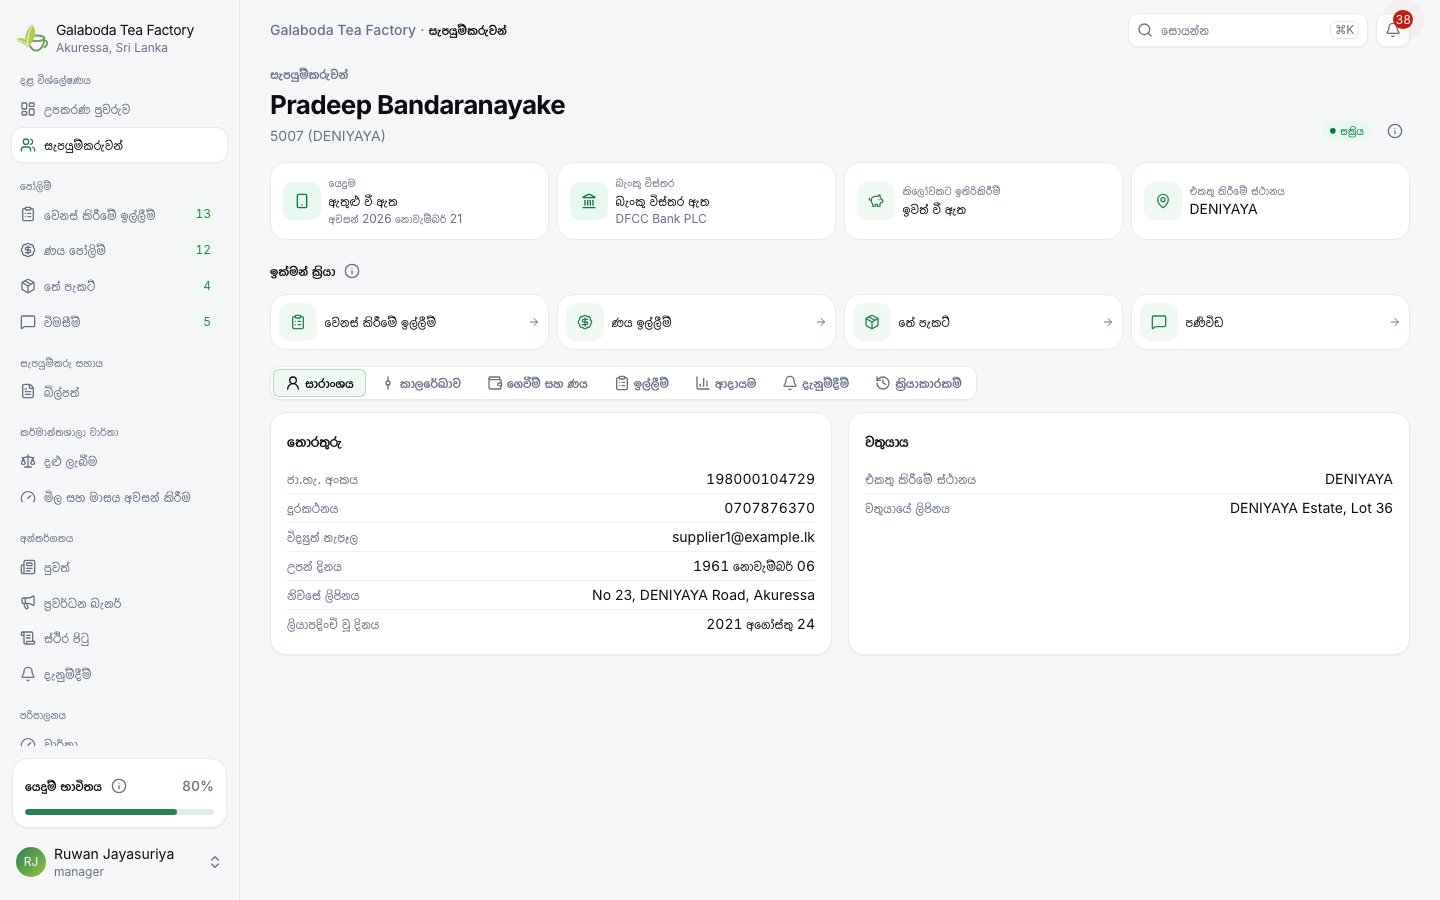 Galaboda Tea Factory
Akuressa, Sri Lanka
දළ විශ්ලේෂණය
උපකරණ පුවරුව
සැපයුම්කරුවන්
පෝලිම්
වෙනස් කිරීමේ ඉල්ලීම් 13
ණය පෝලිම් 12
තේ පැකට් 4
විමසීම් 5
සැපයුම්කරු සහාය
බිල්පත්
කර්මාන්තශාලා වාර්තා
දළු ලැබීම්
මිල සහ මාසය අවසන් කිරීම
අන්තර්ගතය
පුවත්
ප්‍රවර්ධන බැනර්
ස්ථිර පිටු
දැනුම්දීම්
පරිපාලනය
වාර්තා
යෙදුම් භාවිතය 80%
RJ
Ruwan Jayasuriya
manager
Galaboda Tea Factory · සැපයුම්කරුවන්
සොයන්න ⌘K
38
සැපයුම්කරුවන්
Pradeep Bandaranayake
5007 (DENIYAYA)
සක්‍රිය
යෙදුම
ඇතුළු වී ඇත
අවසන් 2026 නොවැම්බර් 21
බැංකු විස්තර
බැංකු විස්තර ඇත
DFCC Bank PLC
කිලෝවකට ඉතිරිකිරීම්
ඉවත් වී ඇත
එකතු කිරීමේ ස්ථානය
DENIYAYA
ඉක්මන් ක්‍රියා
වෙනස් කිරීමේ ඉල්ලීම්
ණය ඉල්ලීම්
තේ පැකට්
පණිවිඩ
සාරාංශය
කාලරේඛාව
ගෙවීම් සහ ණය
ඉල්ලීම්
ආදායම
දැනුම්දීම්
ක්‍රියාකාරකම්
තොරතුරු
ජා.හැ. අංකය 198000104729
දුරකථනය 0707876370
විද්‍යුත් තැපෑල supplier1@example.lk
උපන් දිනය 1961 නොවැම්බර් 06
නිවසේ ලිපිනය No 23, DENIYAYA Road, Akuressa
ලියාපදිංචි වූ දිනය 2021 අගෝස්තු 24
වතුයාය
එකතු කිරීමේ ස්ථානය DENIYAYA
වතුයායේ ලිපිනය DENIYAYA Estate, Lot 36